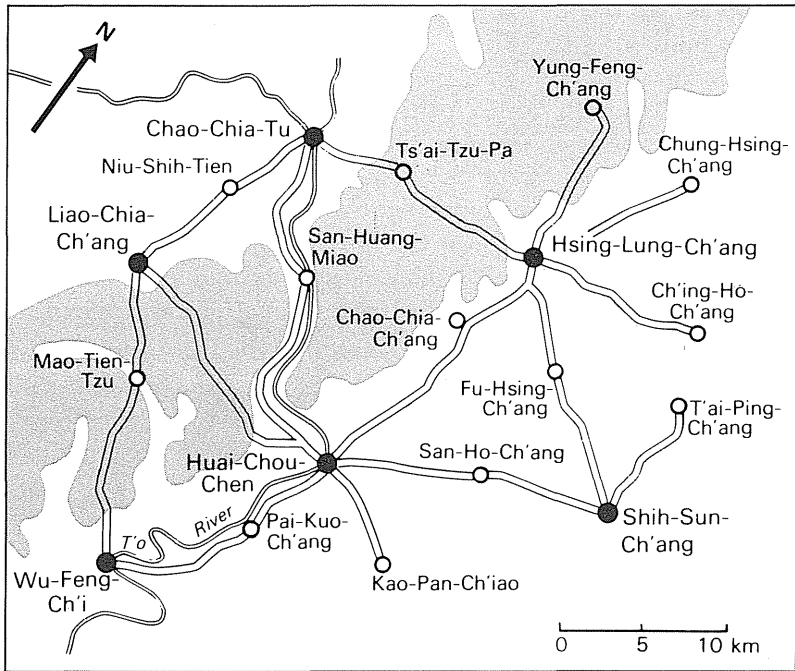 N
Yung-Feng-
Ch'ang
Chao-Chia-Tu
Ts'ai-Tzu-Pa
Chung-Hsing-
Ch'ang
Niu-Shih-Tien
Liao-Chia-
Ch'ang
San-Huang-
Miao
Hsing-Lung-Ch'ang
Chao-Chia-
Ch'ang
Ch'ing-Ho-
Ch'ang
Mao-Tien-
Tzu
Fu-Hsing-
Ch'ang
T'ai-Ping-
Ch'ang
Huai-Chou-
Chen
San-Ho-Ch'ang
T'o River
Pai-Kuo-
Ch'ang
Shih-Sun-
Ch'ang
Wu-Feng-
Ch'i
Kao-Pan-Ch'iao
0 5 10 km